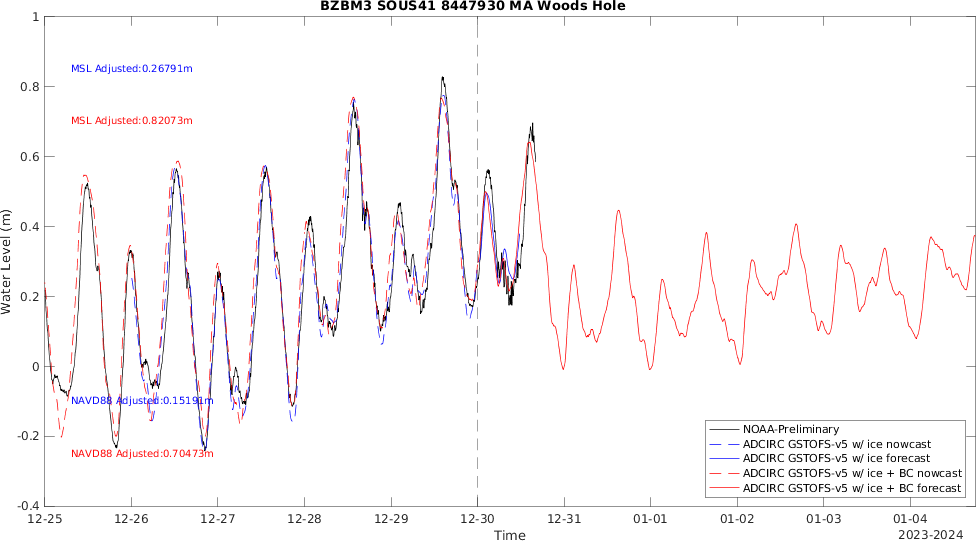 BZBM3 SOUS41 8447930 MA Woods Hole
1
0.8
0.6
0.4
0.2
0
-0.2
-0.4
Water Level (m)
MSL Adjusted:0.26791m
MSL Adjusted:0.82073m
NAVD88 Adjusted:0.15191m
NAVD88 Adjusted:0.70473m
NOAA-Preliminary
ADCIRC GSTOFS-v5 w/ ice nowcast
ADCIRC GSTOFS-v5 w/ ice forecast
ADCIRC GSTOFS-v5 w/ ice + BC nowcast
ADCIRC GSTOFS-v5 w/ ice + BC forecast
12-25 12-26 12-27 12-28 12-29 12-30 12-31 01-01 01-02 01-03 01-04
Time
2023-2024